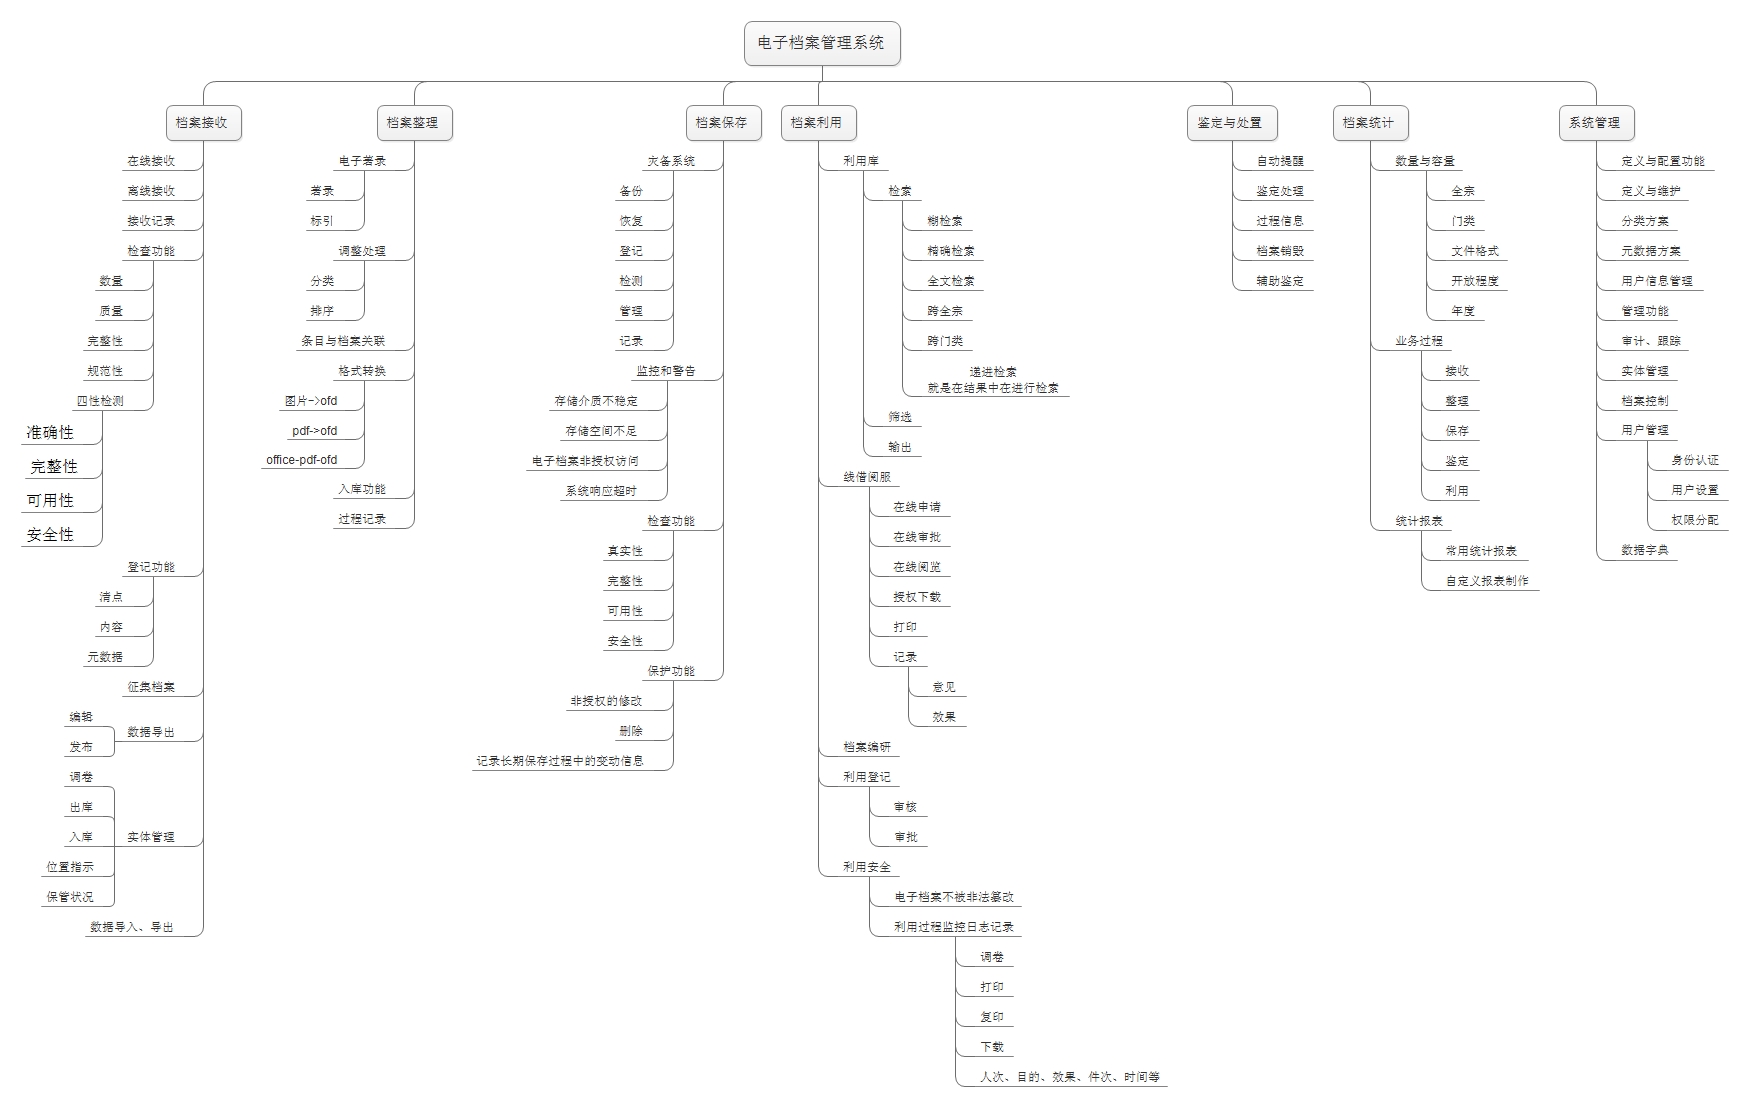 电子档案管理系统
档案接收
在线接收
离线接收
接收记录
检查功能
数量
质量
完整性
规范性
四性检测
准确性
完整性
可用性
安全性
登记功能
清点
内容
元数据
征集档案
数据导出
编辑
发布
实体管理
调卷
出库
入库
位置指示
保管状况
数据导入、导出
档案整理
电子著录
著录
标引
调整处理
分类
排序
条目与档案关联
格式转换
图片->ofd
pdf->ofd
office-pdf-ofd
入库功能
过程记录
档案保存
灾备系统
备份
恢复
登记
检测
管理
记录
监控和警告
存储介质不稳定
存储空间不足
电子档案非授权访问
系统响应超时
检查功能
真实性
完整性
可用性
安全性
保护功能
非授权的修改
删除
记录长期保存过程中的变动信息
档案利用
利用库
检索
糊检索
精确检索
全文检索
跨全宗
跨门类
递进检索
就是在结果中在进行检索
筛选
输出
线借阅服
在线申请
在线审批
在线阅览
授权下载
打印
记录
意见
效果
档案编研
利用登记
审核
审批
利用安全
电子档案不被非法篡改
利用过程监控日志记录
调卷
打印
复印
下载
人次、目的、效果、件次、时间等
鉴定与处置
自动提醒
鉴定处理
过程信息
档案销毁
辅助鉴定
档案统计
数量与容量
全宗
门类
文件格式
开放程度
年度
业务过程
接收
整理
保存
鉴定
利用
统计报表
常用统计报表
自定义报表制作
系统管理
定义与配置功能
定义与维护
分类方案
元数据方案
用户信息管理
管理功能
审计、跟踪
实体管理
档案控制
用户管理
身份认证
用户设置
权限分配
数据字典